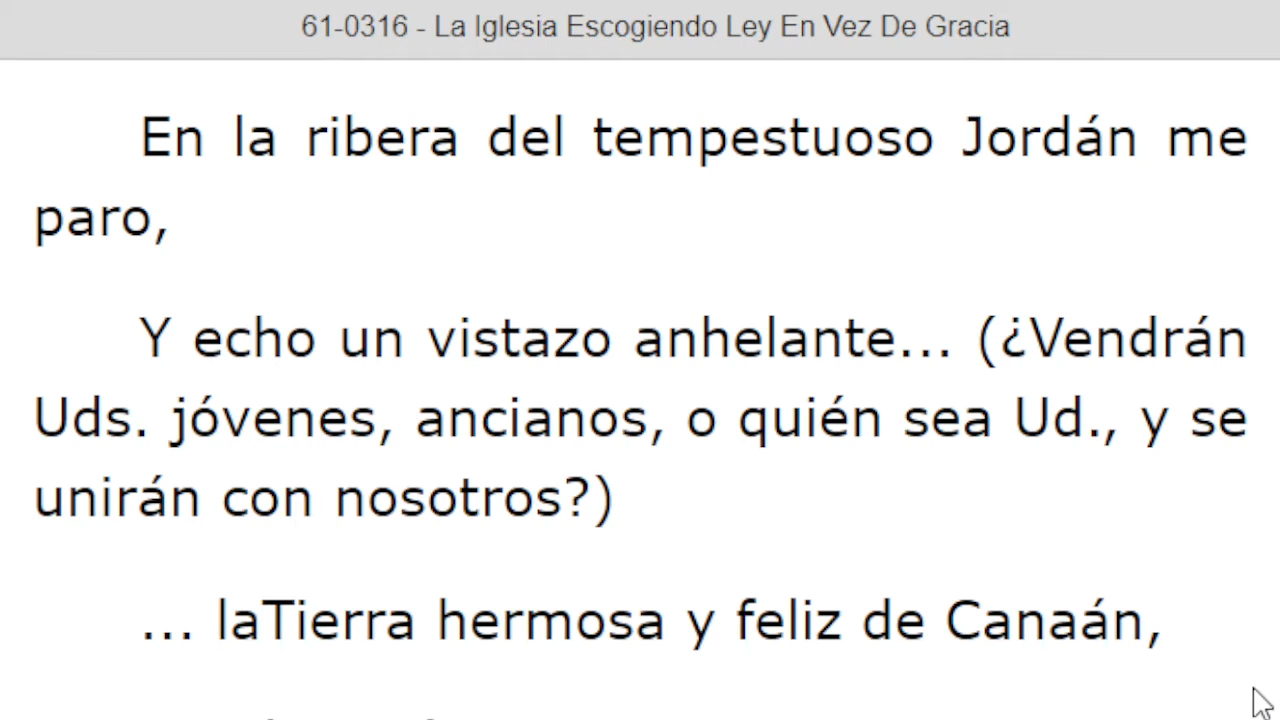 61-0316 - La Iglesia Escogiendo Ley En Vez De Gracia
En la ribera del tempestuoso Jordán me
paro,
Y echo un vistazo anhelante... (¿Vendrán
Uds. jóvenes, ancianos, o quién sea Ud., y se
unirán con nosotros?)
... laTierra hermosa y feliz de Canaán,